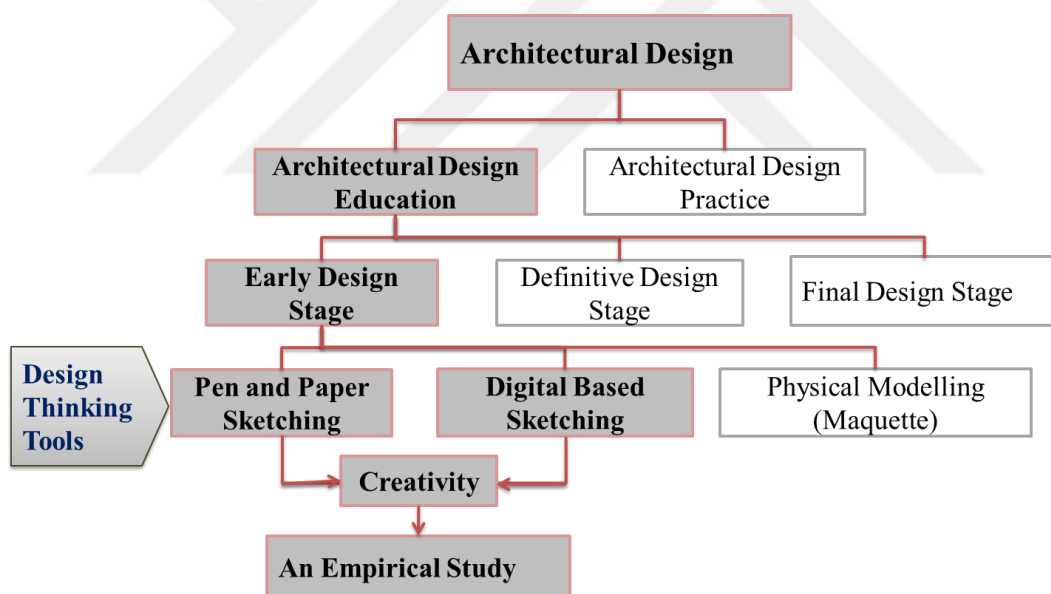 Architectural Design
Architectural Design
Education
Architectural Design
Practice
Early Design
Stage
Definitive Design
Stage
Final Design Stage
Design
Thinking
Tools
Pen and Paper
Sketching
Digital Based
Sketching
Physical Modelling
(Maquette)
Creativity
An Empirical Study